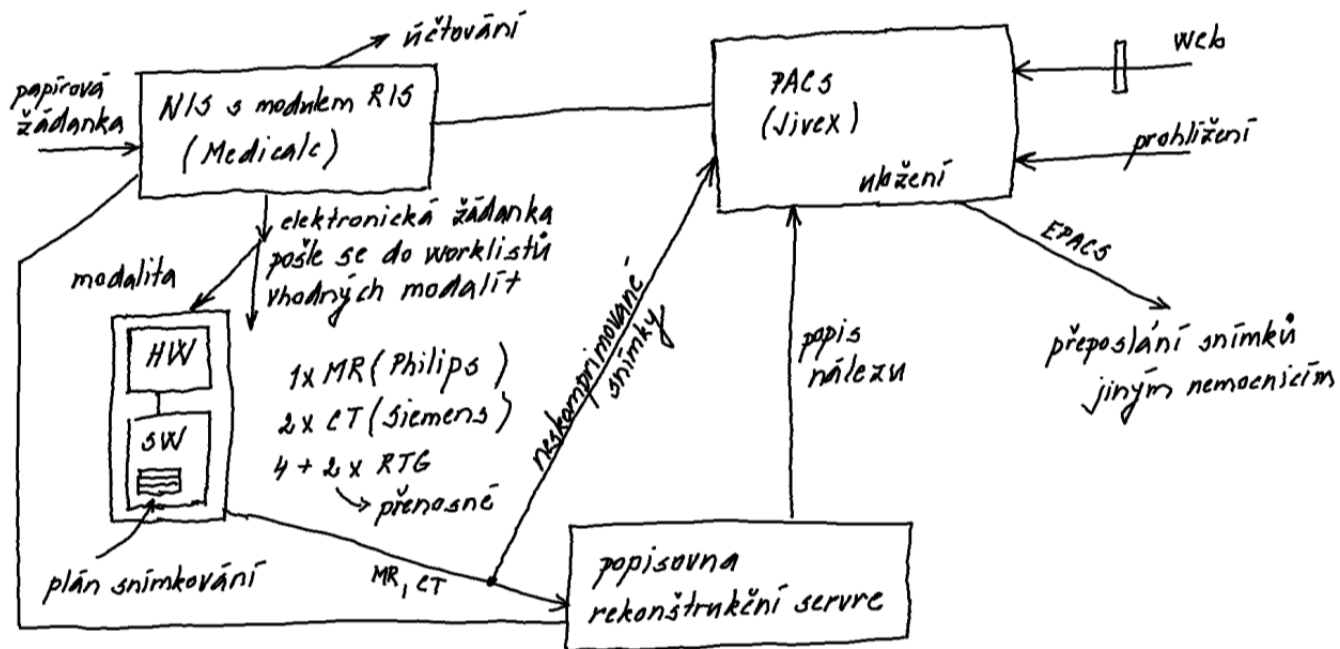 účtování
papírová
žádanka
NIS s modulem RIS
(Medicalc)
PACS
(Jivex)
uložení
web
prohlížení
elektronická žádanka
pošle se do worklistů
vhodných modalit
modalita
HW
SW
plán snímkování
1x MR (Philips)
2x CT (Siemens)
4 + 2x RTG
přenosné
MR, CT
neskomprimované
snímky
popis
nálezu
EPACS
přeposlání snímků
jiným nemocnicím
popisovna
rekonštrukční servre